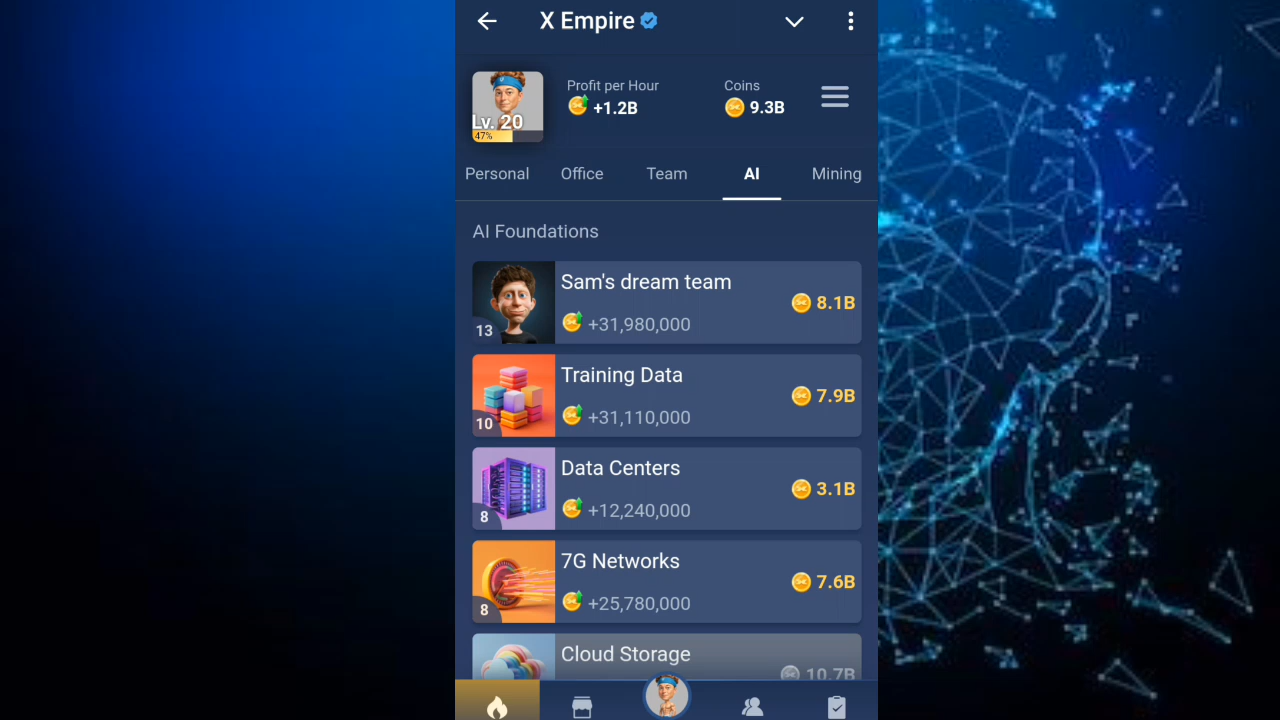 X Empire
Profit per Hour
Coins
+1.2B
9.3B
Lv. 20
47%
Personal
Office
Team
AI
Mining
AI Foundations
Sam's dream team
13
+31,980,000
8.1B
Training Data
10
+31,110,000
7.9B
Data Centers
8
+12,240,000
3.1B
7G Networks
8
+25,780,000
7.6B
Cloud Storage
10.7B